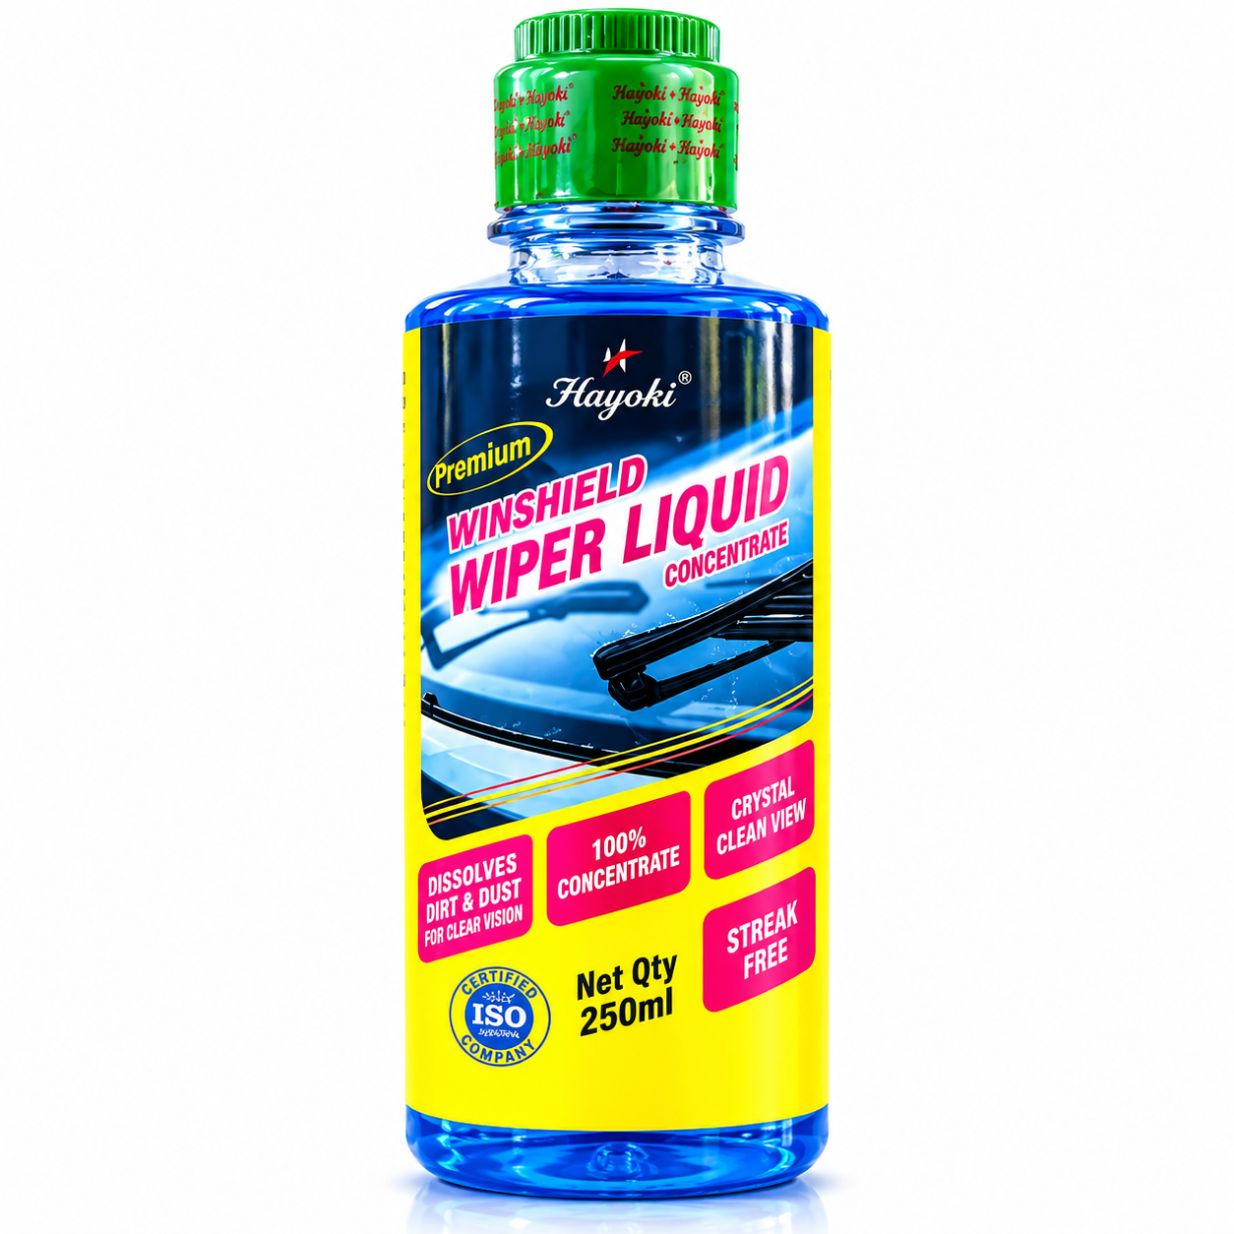 Hayoki + Hayoki
Hayoki + Hayoki
Hayoki + Hayoki
Hayoki®
Premium
WINSHIELD
WIPER LIQUID
CONCENTRATE
CRYSTAL
CLEAN VIEW
100%
CONCENTRATE
DISSOLVES
DIRT & DUST
FOR CLEAR VISION
STREAK
FREE
Net Qty
250ml
CERTIFIED
ISO
COMPANY